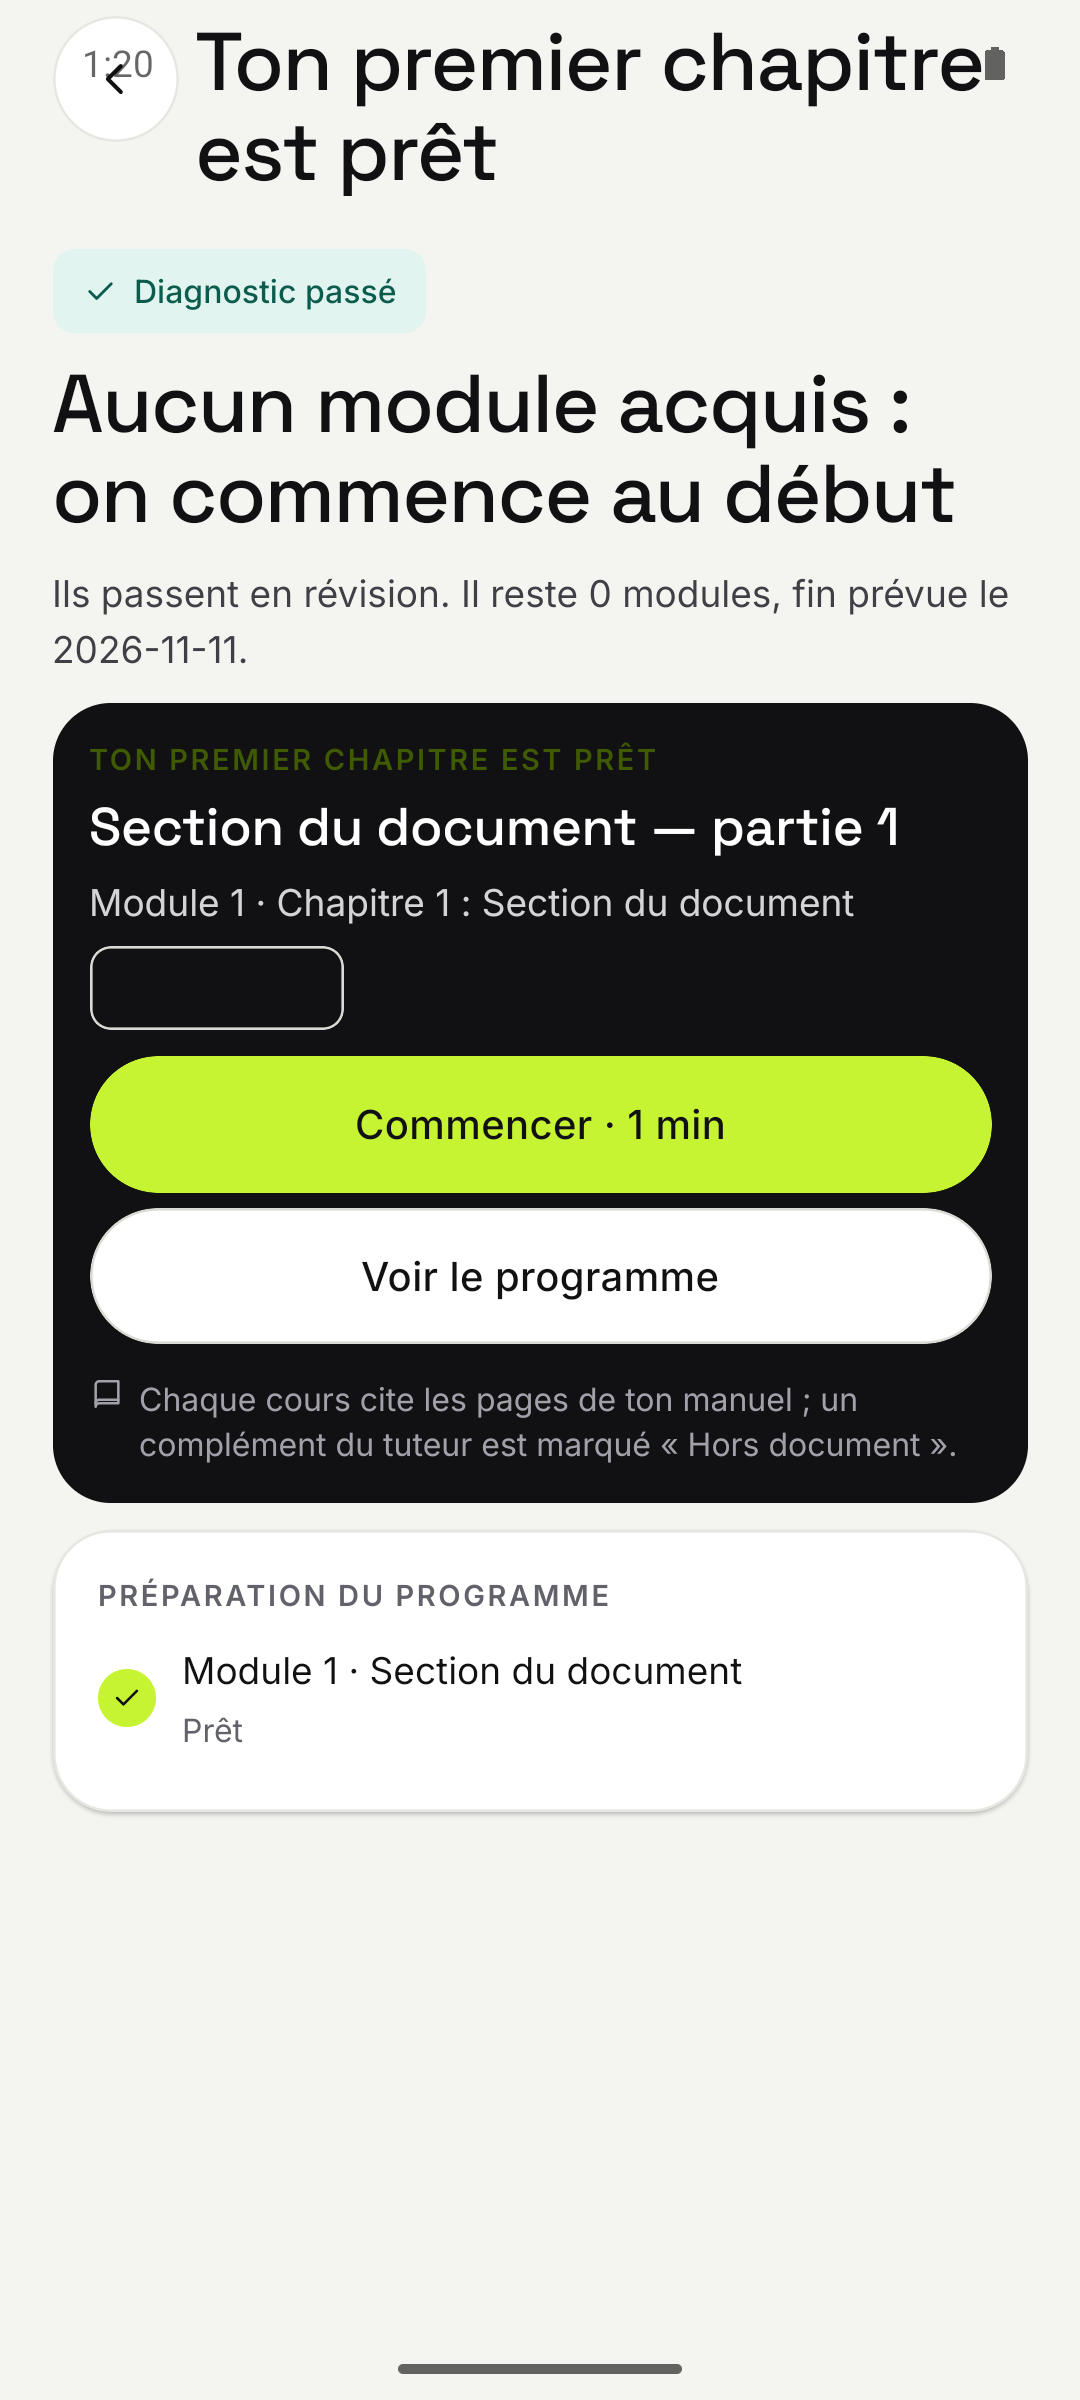 1:20
Ton premier chapitre
est prêt
Diagnostic passé
Aucun module acquis :
on commence au début
Ils passent en révision. Il reste 0 modules, fin prévue le
2026-11-11.
TON PREMIER CHAPITRE EST PRÊT
Section du document — partie 1
Module 1 · Chapitre 1 : Section du document
Commencer · 1 min
Voir le programme
Chaque cours cite les pages de ton manuel ; un
complément du tuteur est marqué « Hors document ».
PRÉPARATION DU PROGRAMME
Module 1 · Section du document
Prêt